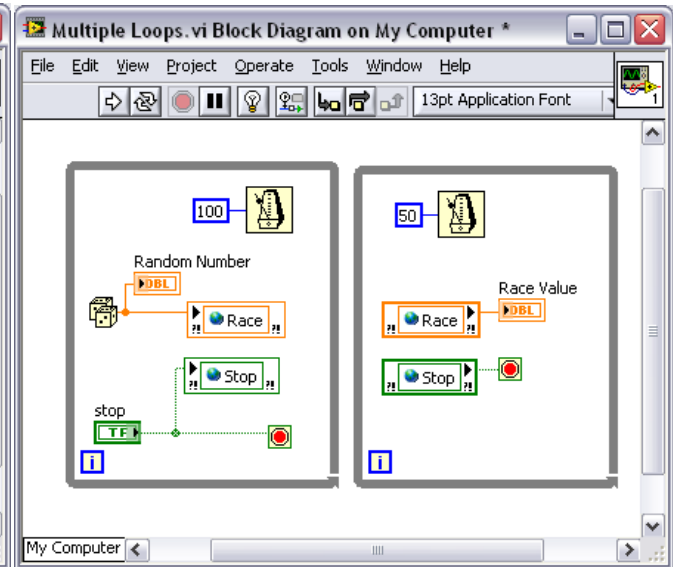 Multiple Loops.vi Block Diagram on My Computer *
File Edit View Project Operate Tools Window Help
13pt Application Font
1
100
50
Random Number
DBL
Race
Race Value
DBL
Race
Stop
Stop
stop
TF
i
i
My Computer